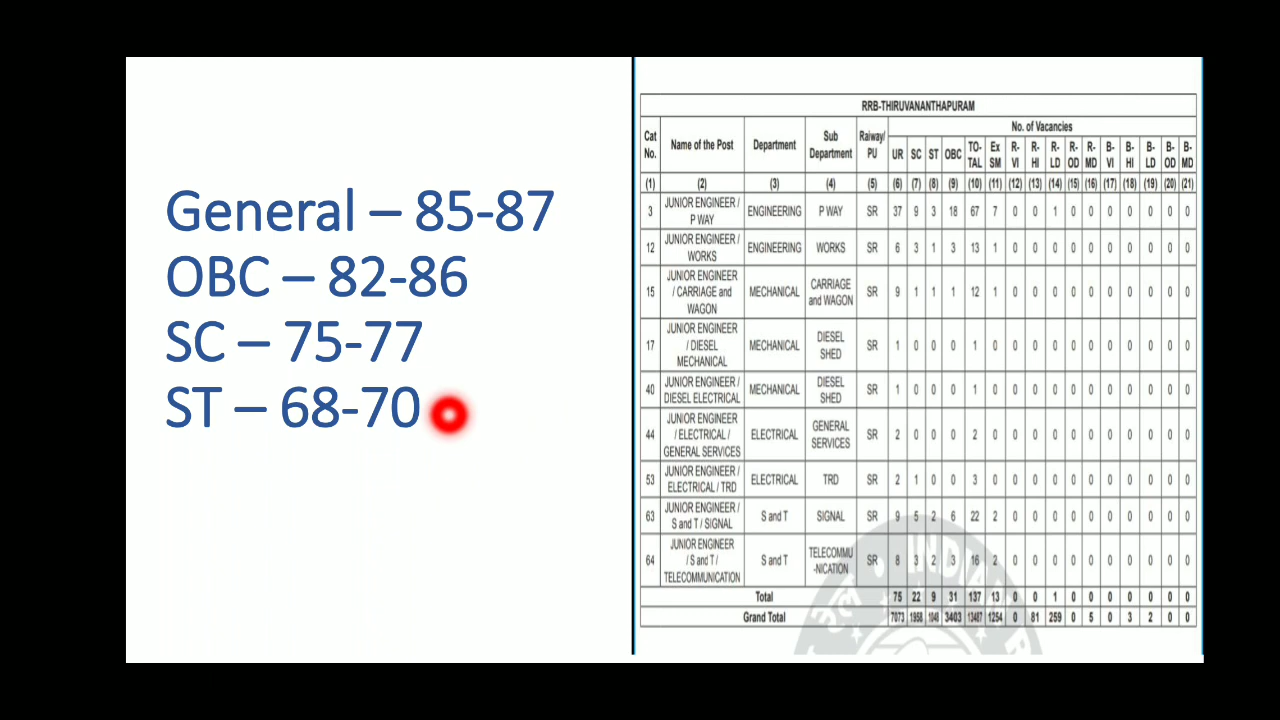 General – 85-87
OBC – 82-86
SC – 75-77
ST – 68-70
RRB-THIRUVANANTHAPURAM
Cat No. Name of the Post Department Sub Department Raiway/ PU No. of Vacancies
UR SC ST OBC TO-TAL Ex SM R-VI R-HI R-LD R-OD R-MD B-VI B-HI B-LD B-OD B-MD
(1) (2) (3) (4) (5) (6) (7) (8) (9) (10) (11) (12) (13) (14) (15) (16) (17) (18) (19) (20) (21)
3 JUNIOR ENGINEER / P WAY ENGINEERING P WAY SR 37 9 3 18 67 7 0 0 1 0 0 0 0 0 0 0
12 JUNIOR ENGINEER / WORKS ENGINEERING WORKS SR 6 3 1 3 13 1 0 0 0 0 0 0 0 0 0 0
15 JUNIOR ENGINEER / CARRIAGE and WAGON MECHANICAL CARRIAGE and WAGON SR 9 1 1 1 12 1 0 0 0 0 0 0 0 0 0 0
17 JUNIOR ENGINEER / DIESEL MECHANICAL MECHANICAL DIESEL SHED SR 1 0 0 0 1 0 0 0 0 0 0 0 0 0 0 0
40 JUNIOR ENGINEER / DIESEL ELECTRICAL MECHANICAL DIESEL SHED SR 1 0 0 0 1 0 0 0 0 0 0 0 0 0 0 0
44 JUNIOR ENGINEER / ELECTRICAL / GENERAL SERVICES ELECTRICAL GENERAL SERVICES SR 2 0 0 0 2 0 0 0 0 0 0 0 0 0 0 0
53 JUNIOR ENGINEER / ELECTRICAL / TRD ELECTRICAL TRD SR 2 1 0 0 3 0 0 0 0 0 0 0 0 0 0 0
63 JUNIOR ENGINEER / S and T / SIGNAL S and T SIGNAL SR 9 5 2 6 22 2 0 0 0 0 0 0 0 0 0 0
64 JUNIOR ENGINEER / S and T / TELECOMMUNICATION S and T TELECOMMU -NICATION SR 8 3 2 3 16 2 0 0 0 0 0 0 0 0 0 0
Total 75 22 9 31 137 13 0 0 1 0 0 0 0 0 0 0
Grand Total 7073 1958 1048 3403 13487 1254 0 81 259 0 5 0 3 2 0 0